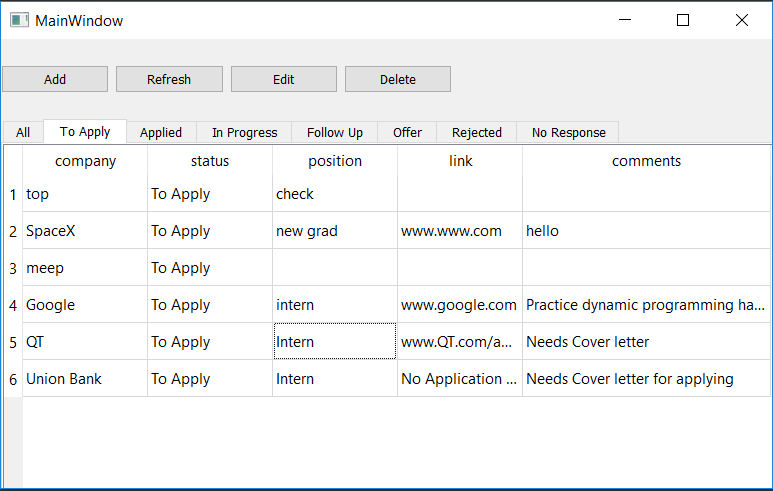 MainWindow
Add Refresh Edit Delete
All To Apply Applied In Progress Follow Up Offer Rejected No Response
company status position link comments
1 top To Apply check
2 SpaceX To Apply new grad www.www.com hello
3 meep To Apply
4 Google To Apply intern www.google.com Practice dynamic programming ha...
5 QT To Apply Intern www.QT.com/a... Needs Cover letter
6 Union Bank To Apply Intern No Application ... Needs Cover letter for applying